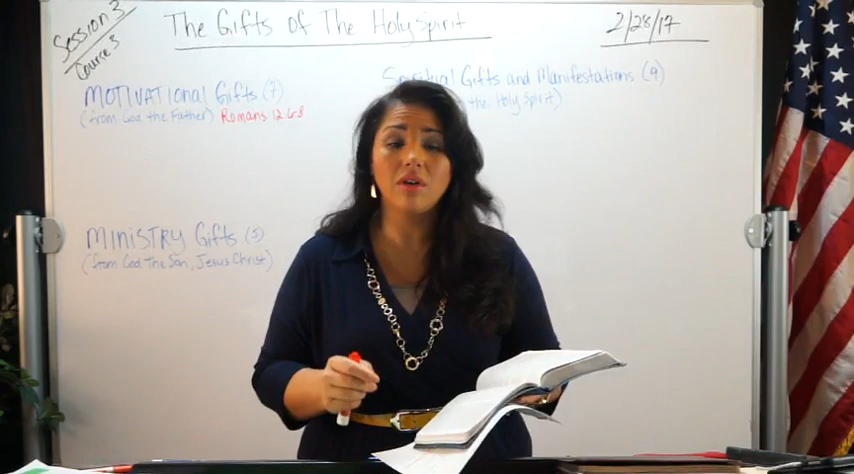 Session 3
Course 3
The Gifts of The Holy Spirit
2/28/17
MOTIVATIONAL Gifts (7)
(from God the Father) Romans 12:6-8
Spiritual Gifts and Manifestations (9)
the Holy Spirit)
MINISTRY Gifts (5)
(from God The Son, Jesus Christ)